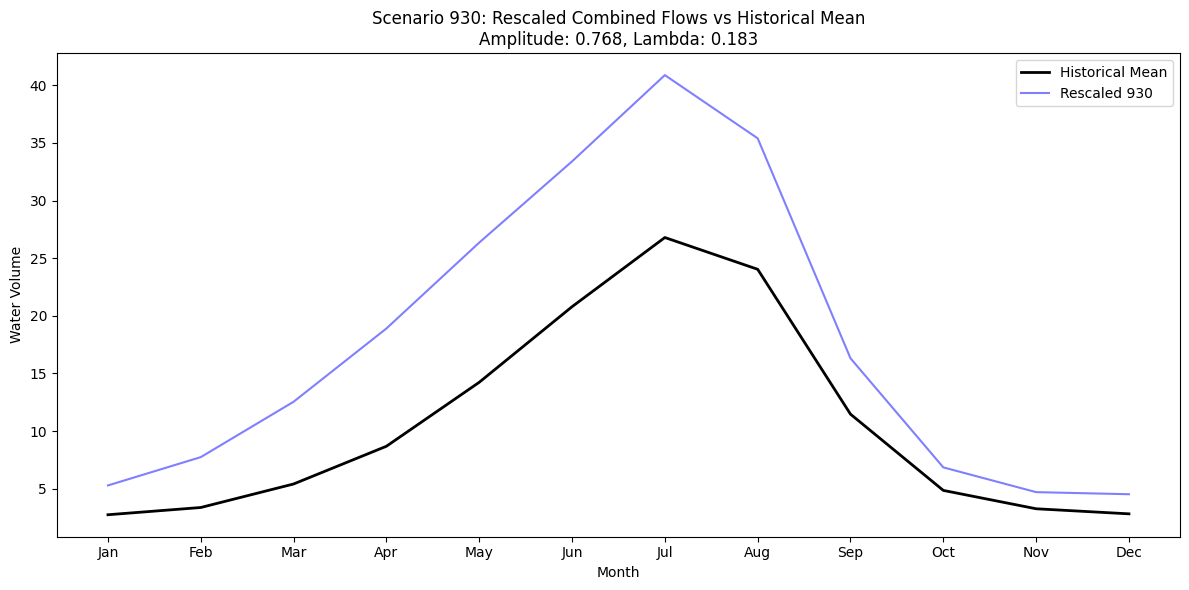 Scenario 930: Rescaled Combined Flows vs Historical Mean
Amplitude: 0.768, Lambda: 0.183
Historical Mean
Rescaled 930
Water Volume
40
35
30
25
20
15
10
5
Jan Feb Mar Apr May Jun Jul Aug Sep Oct Nov Dec
Month